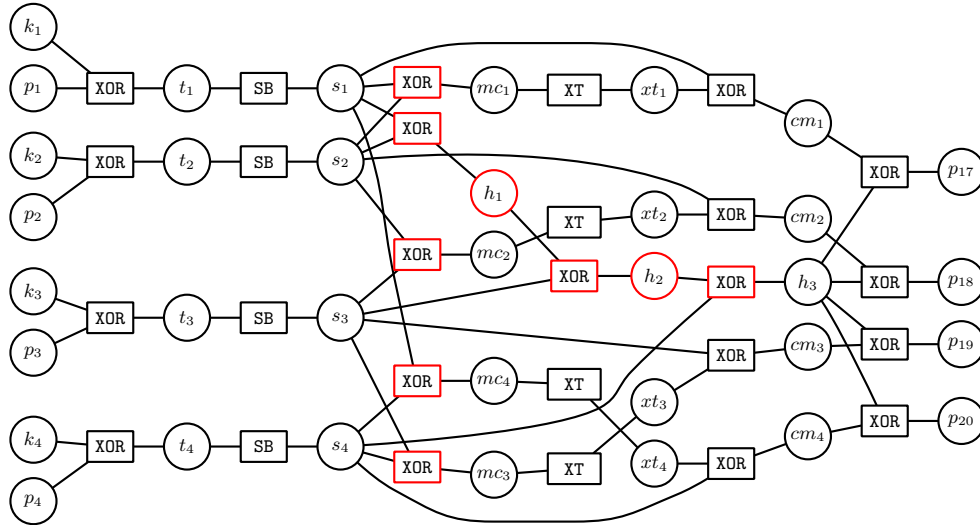 k1
p1 XOR t1 SB s1 XOR mc1 XT xt1 XOR
XOR cm1
k2 XOR t2 SB s2 XOR p17
h1
p2 XT xt2 XOR cm2
XOR mc2
k3 XOR h2 XOR h3 XOR p18
XOR t3 SB s3
p3 XOR cm3 XOR p19
XOR mc4 XT xt3
k4 XOR t4 SB s4 cm4 XOR p20
XOR mc3 XT xt4 XOR
p4